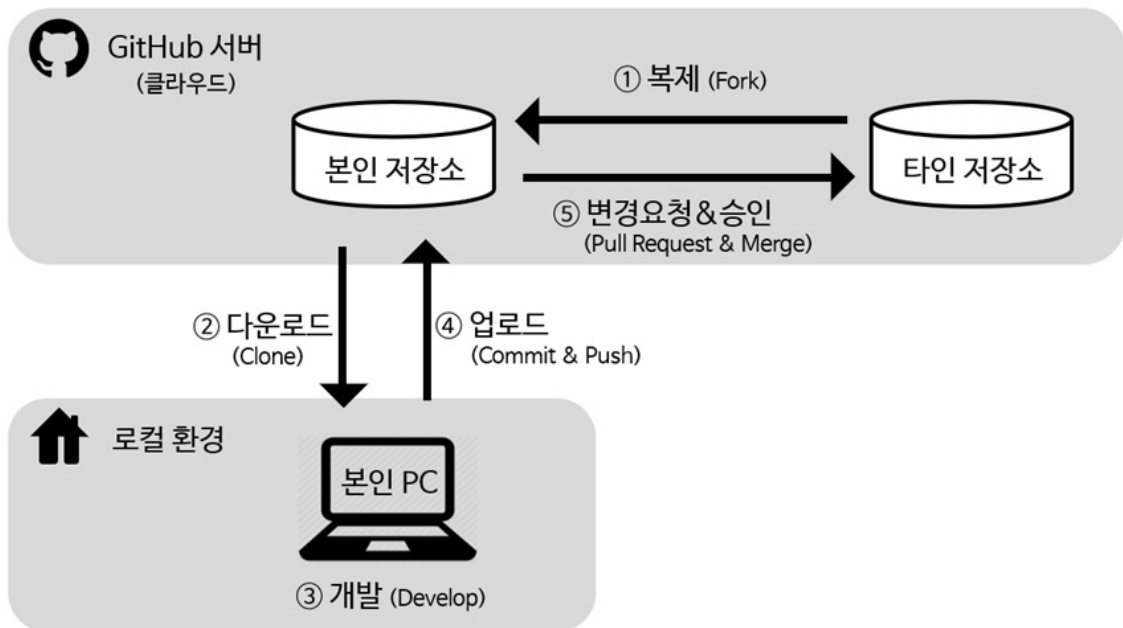 GitHub 서버
(클라우드)
① 복제 (Fork)
본인 저장소
타인 저장소
⑤ 변경요청&승인
(Pull Request & Merge)
② 다운로드
(Clone)
④ 업로드
(Commit & Push)
로컬 환경
본인 PC
③ 개발 (Develop)